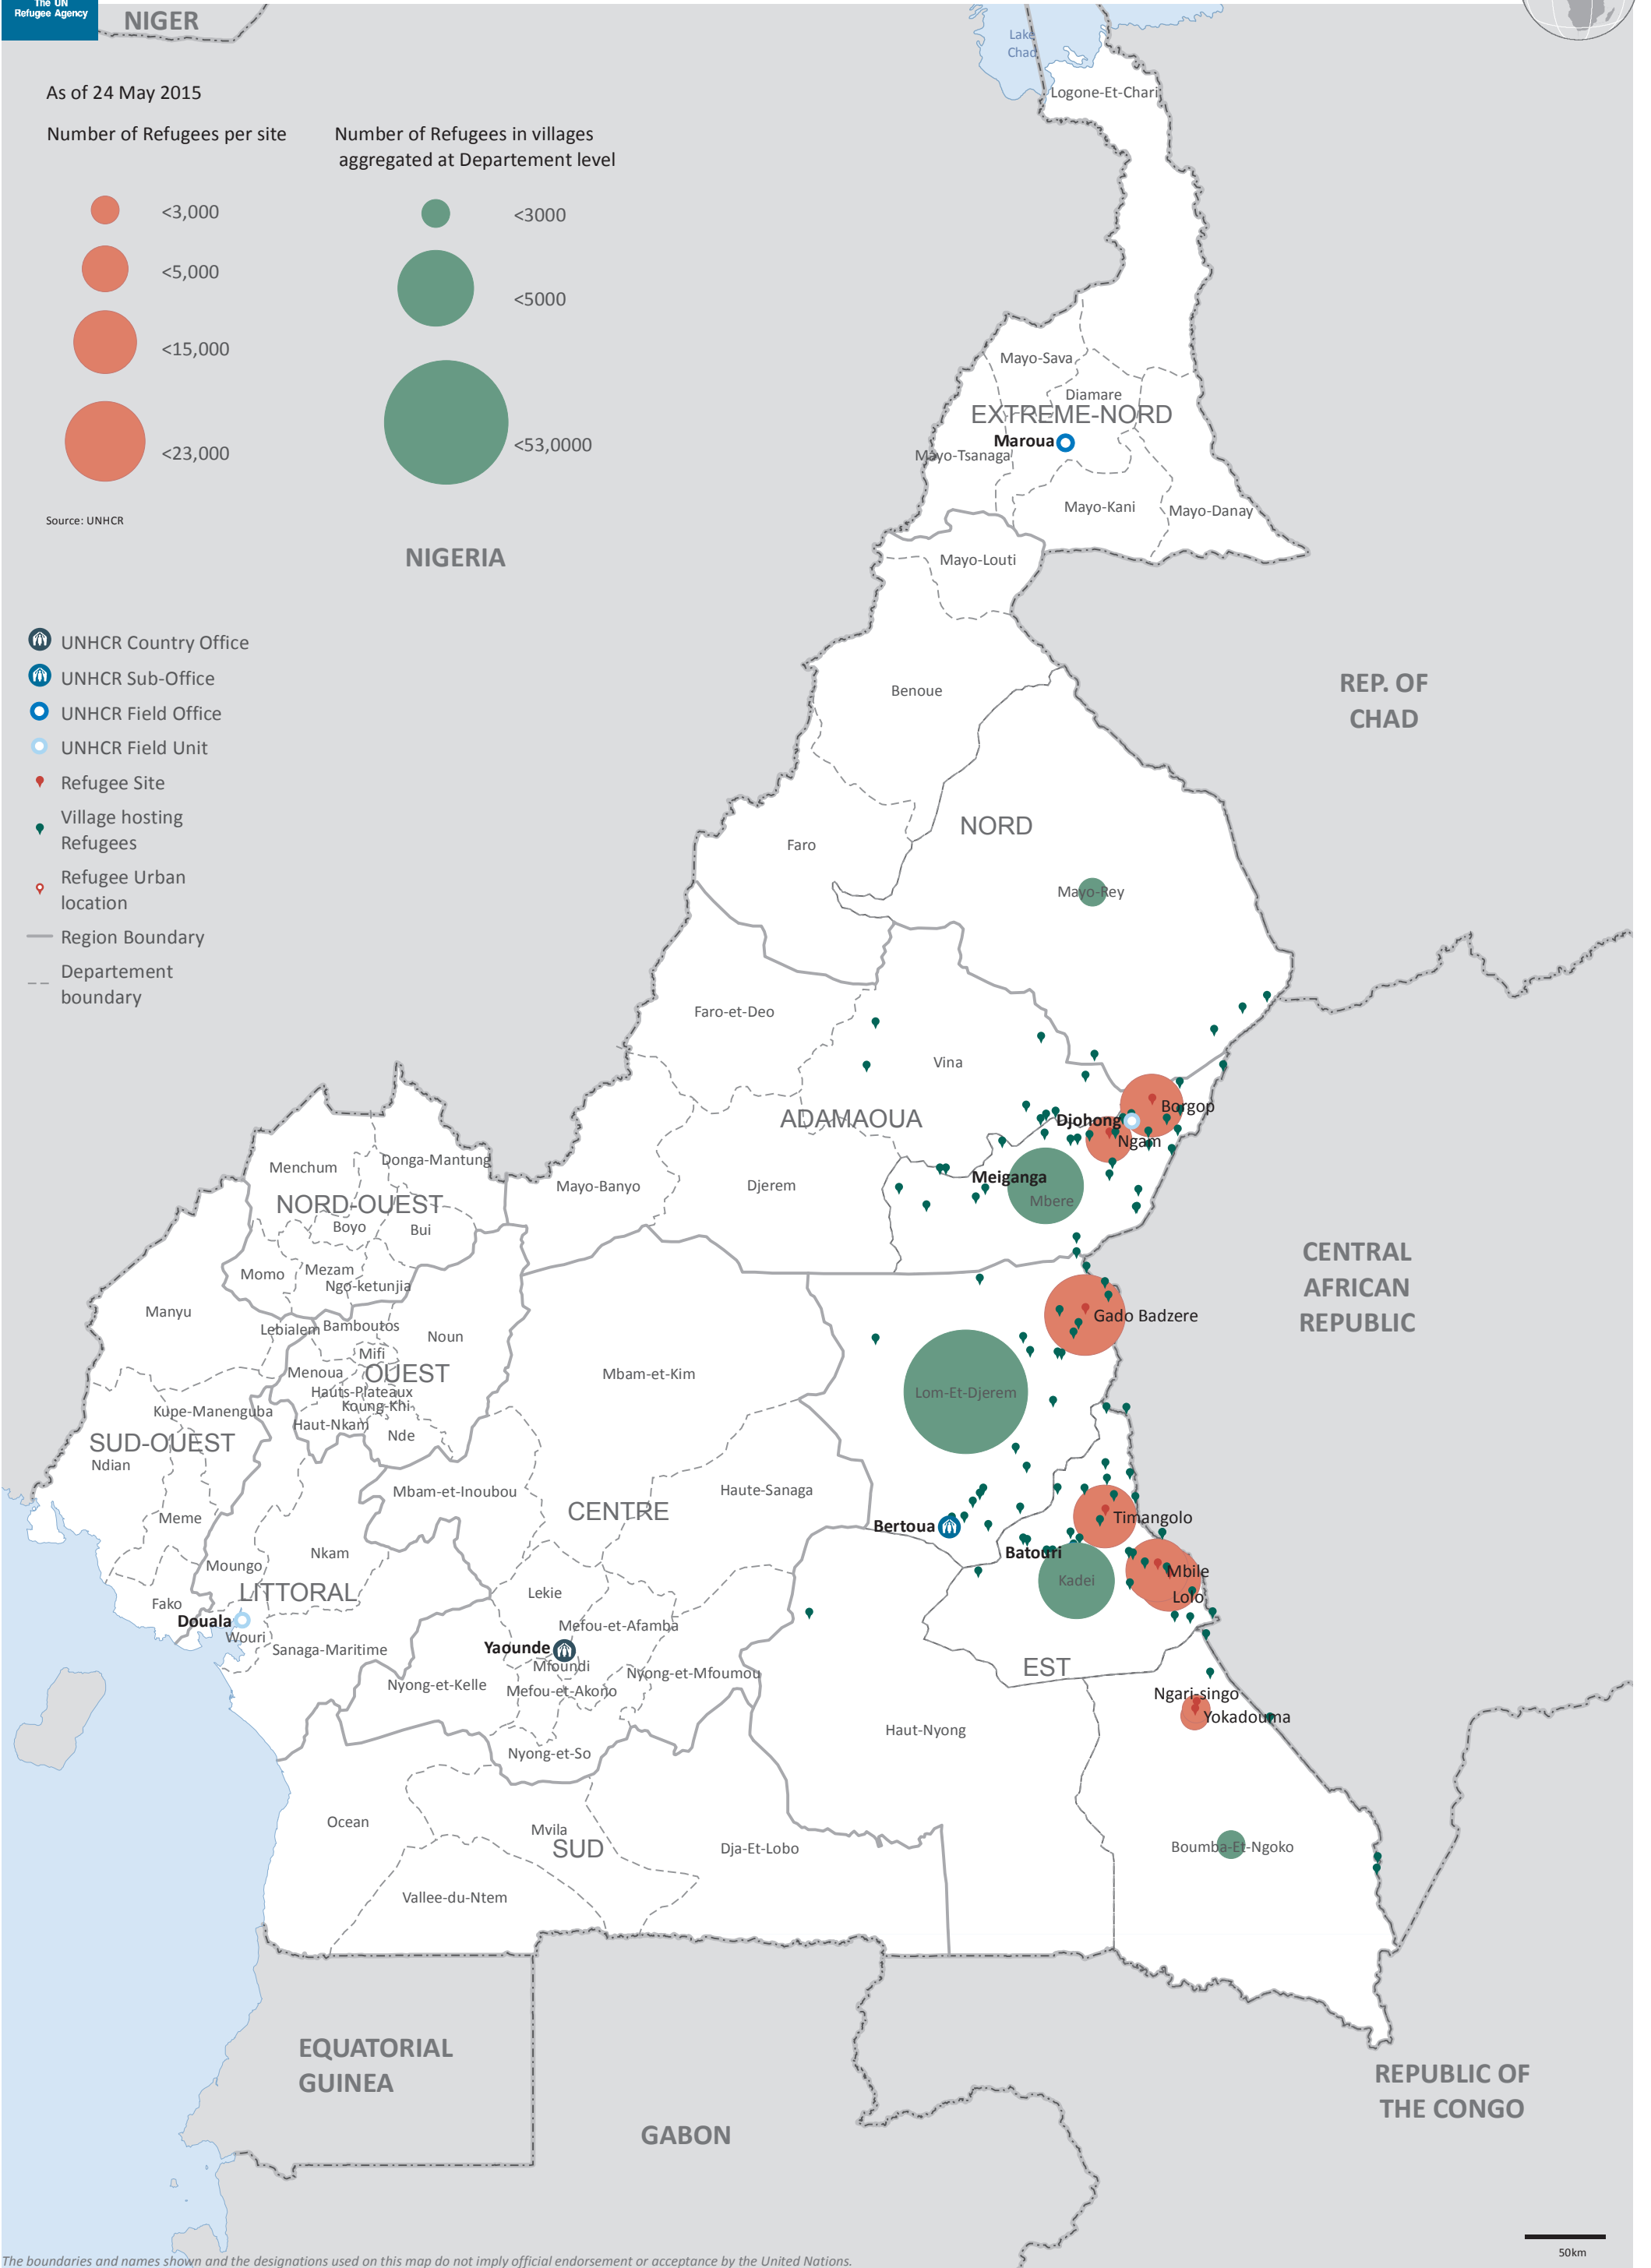 The UN
Refugee Agency
NIGER
Lake
Chad
Logone-Et-Chari
As of 24 May 2015
Number of Refugees per site
Number of Refugees in villages
aggregated at Departement level
<3,000
<3000
<5,000
<5000
<15,000
<23,000
<53,0000
Source: UNHCR
NIGERIA
Mayo-Sava
Diamare
EXTREME-NORD
Maroua
Mayo-Tsanaga
Mayo-Kani
Mayo-Danay
Mayo-Louti
UNHCR Country Office
UNHCR Sub-Office
UNHCR Field Office
UNHCR Field Unit
Refugee Site
Village hosting
Refugees
Refugee Urban
location
Region Boundary
Departement
boundary
Benoue
REP. OF
CHAD
NORD
Faro
Mayo-Rey
Faro-et-Deo
Vina
ADAMAOUA
Borgop
Djohong
Ngam
Meiganga
Mbere
Mayo-Banyo
Djerem
Menchum
Donga-Mantung
NORD-OUEST
Boyo
Bui
Momo
Mezam
Ngo-ketunjia
Manyu
Lebialem
Bamboutos
Noun
Mifi
Menoua
OUEST
Hauts-Plateaux
Koung-Khi
Kupe-Manenguba
Haut-Nkam
Nde
SUD-OUEST
Ndian
CENTRAL
AFRICAN
REPUBLIC
Gado Badzere
Mbam-et-Kim
Lom-Et-Djerem
Mbam-et-Inoubou
Haute-Sanaga
CENTRE
Meme
Bertoua
Timangolo
Batouri
Nkam
Moungo
Kadei
Mbile
Lolo
LITTORAL
Lekie
Fako
Douala
Wouri
Mefou-et-Afamba
Sanaga-Maritime
Yaounde
Mfoundi
Nyong-et-Mfoumou
EST
Nyong-et-Kelle
Mefou-et-Akono
Ngari-singo
Yokadouma
Haut-Nyong
Nyong-et-So
Ocean
Mvila
SUD
Dja-Et-Lobo
Boumba-Et-Ngoko
Vallee-du-Ntem
EQUATORIAL
GUINEA
GABON
REPUBLIC OF
THE CONGO
50km
The boundaries and names shown and the designations used on this map do not imply official endorsement or acceptance by the United Nations.